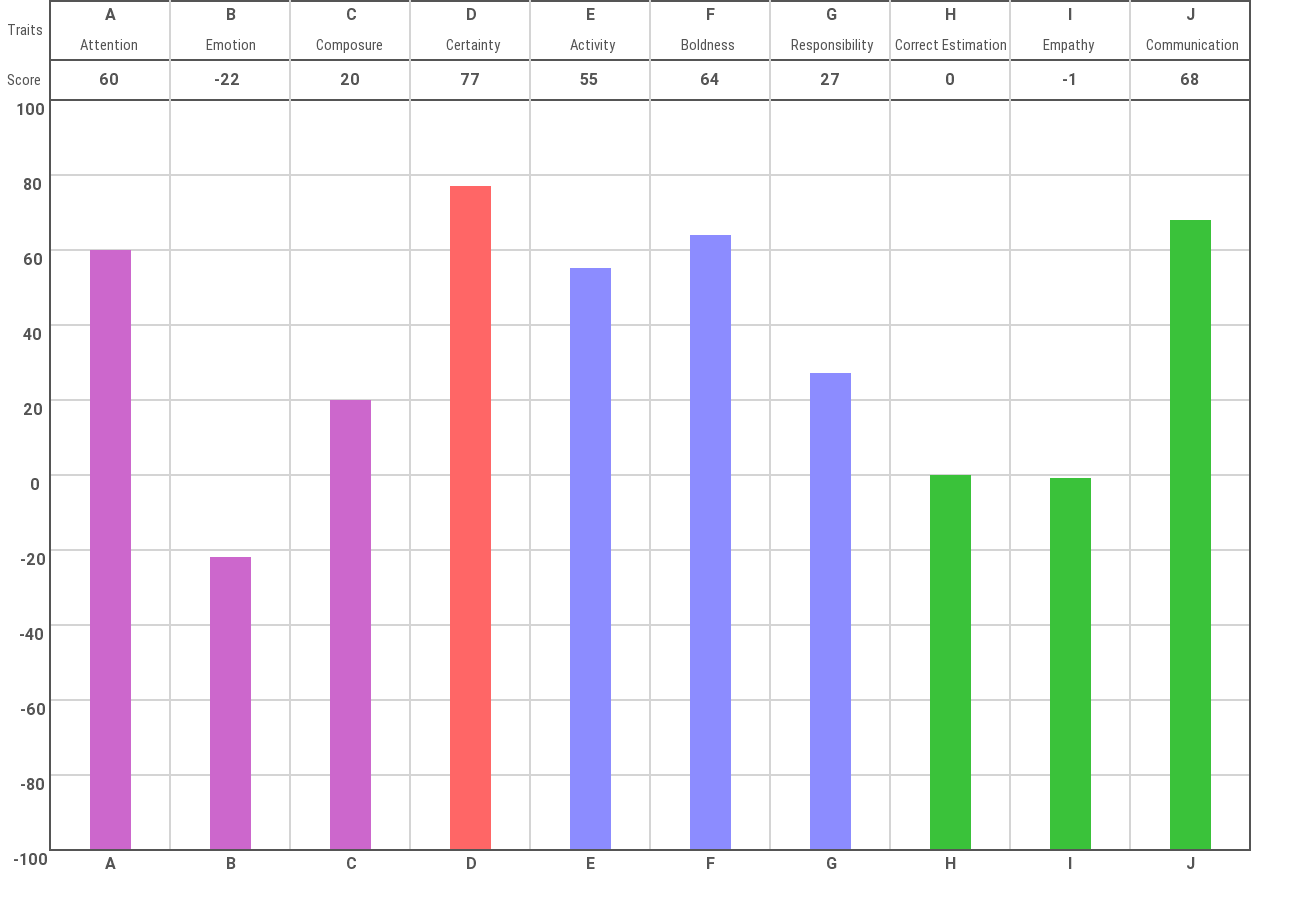 Traits A B C D E F G H I J
Attention Emotion Composure Certainty Activity Boldness Responsibility Correct Estimation Empathy Communication
Score 60 -22 20 77 55 64 27 0 -1 68
100
80
60
40
20
0
-20
-40
-60
-80
-100
A B C D E F G H I J